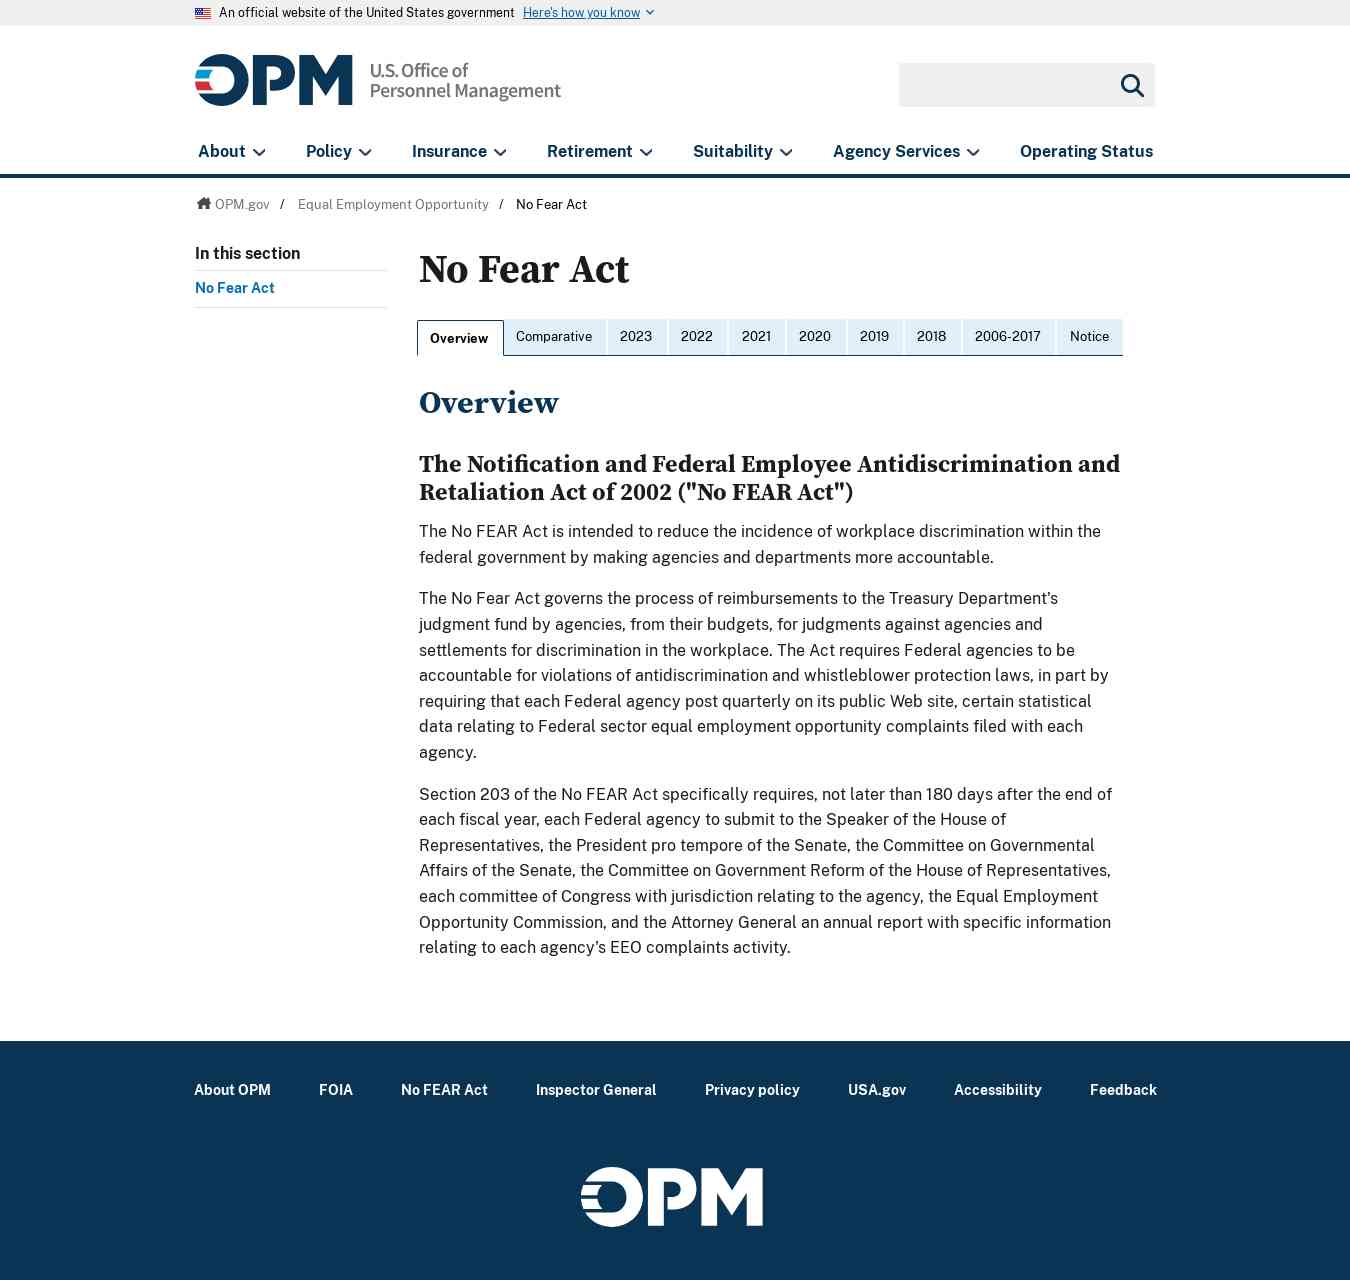 An official website of the United States government Here's how you know
OPM U.S. Office of
Personnel Management
About Policy Insurance Retirement Suitability Agency Services Operating Status
OPM.gov / Equal Employment Opportunity / No Fear Act
In this section
No Fear Act
No Fear Act
Overview Comparative 2023 2022 2021 2020 2019 2018 2006-2017 Notice
Overview
The Notification and Federal Employee Antidiscrimination and
Retaliation Act of 2002 ("No FEAR Act")
The No FEAR Act is intended to reduce the incidence of workplace discrimination within the
federal government by making agencies and departments more accountable.
The No Fear Act governs the process of reimbursements to the Treasury Department's
judgment fund by agencies, from their budgets, for judgments against agencies and
settlements for discrimination in the workplace. The Act requires Federal agencies to be
accountable for violations of antidiscrimination and whistleblower protection laws, in part by
requiring that each Federal agency post quarterly on its public Web site, certain statistical
data relating to Federal sector equal employment opportunity complaints filed with each
agency.
Section 203 of the No FEAR Act specifically requires, not later than 180 days after the end of
each fiscal year, each Federal agency to submit to the Speaker of the House of
Representatives, the President pro tempore of the Senate, the Committee on Governmental
Affairs of the Senate, the Committee on Government Reform of the House of Representatives,
each committee of Congress with jurisdiction relating to the agency, the Equal Employment
Opportunity Commission, and the Attorney General an annual report with specific information
relating to each agency's EEO complaints activity.
About OPM FOIA No FEAR Act Inspector General Privacy policy USA.gov Accessibility Feedback
OPM